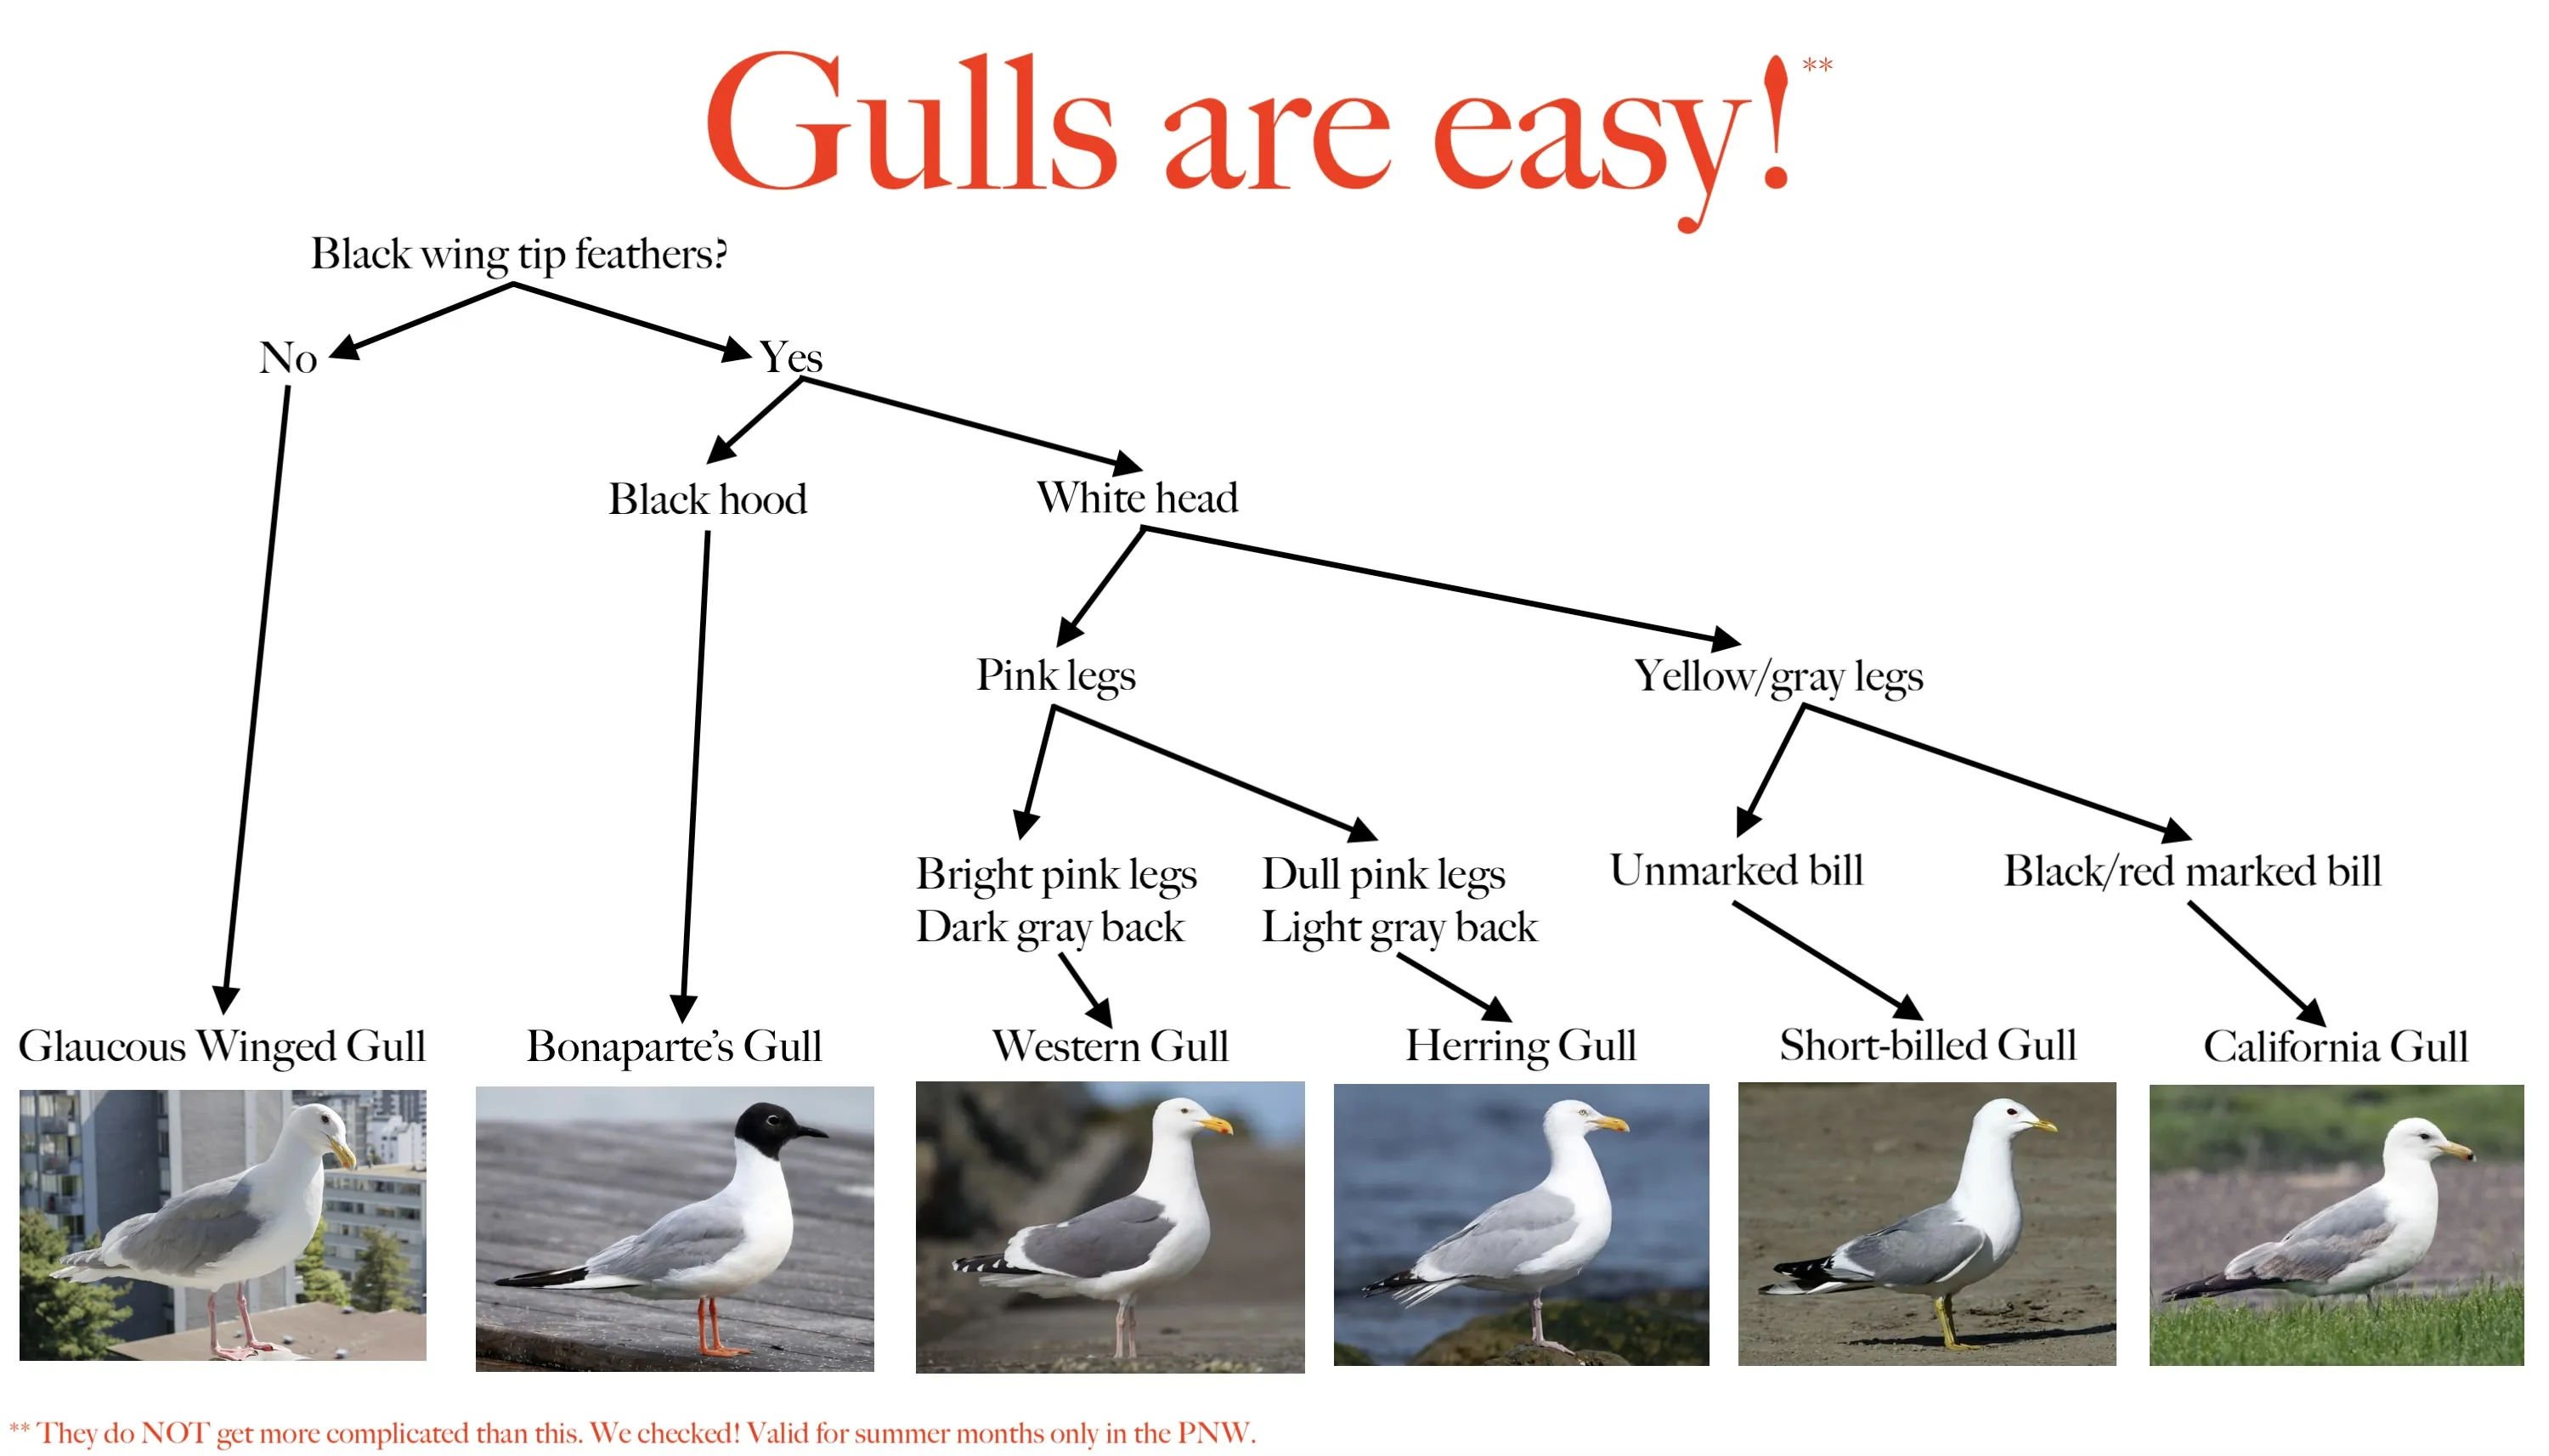 Gulls are easy!**
Black wing tip feathers?
No
Yes
Black hood
White head
Pink legs
Yellow/gray legs
Bright pink legs
Dark gray back
Dull pink legs
Light gray back
Unmarked bill
Black/red marked bill
Glaucous Winged Gull
Bonaparte’s Gull
Western Gull
Herring Gull
Short-billed Gull
California Gull
** They do NOT get more complicated than this. We checked! Valid for summer months only in the PNW.